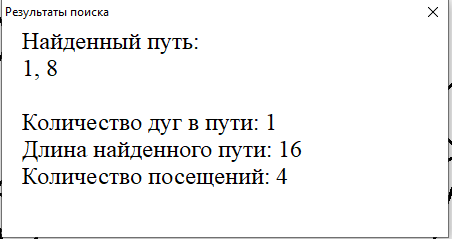 Результаты поиска
Найденный путь:
1, 8
Количество дуг в пути: 1
Длина найденного пути: 16
Количество посещений: 4